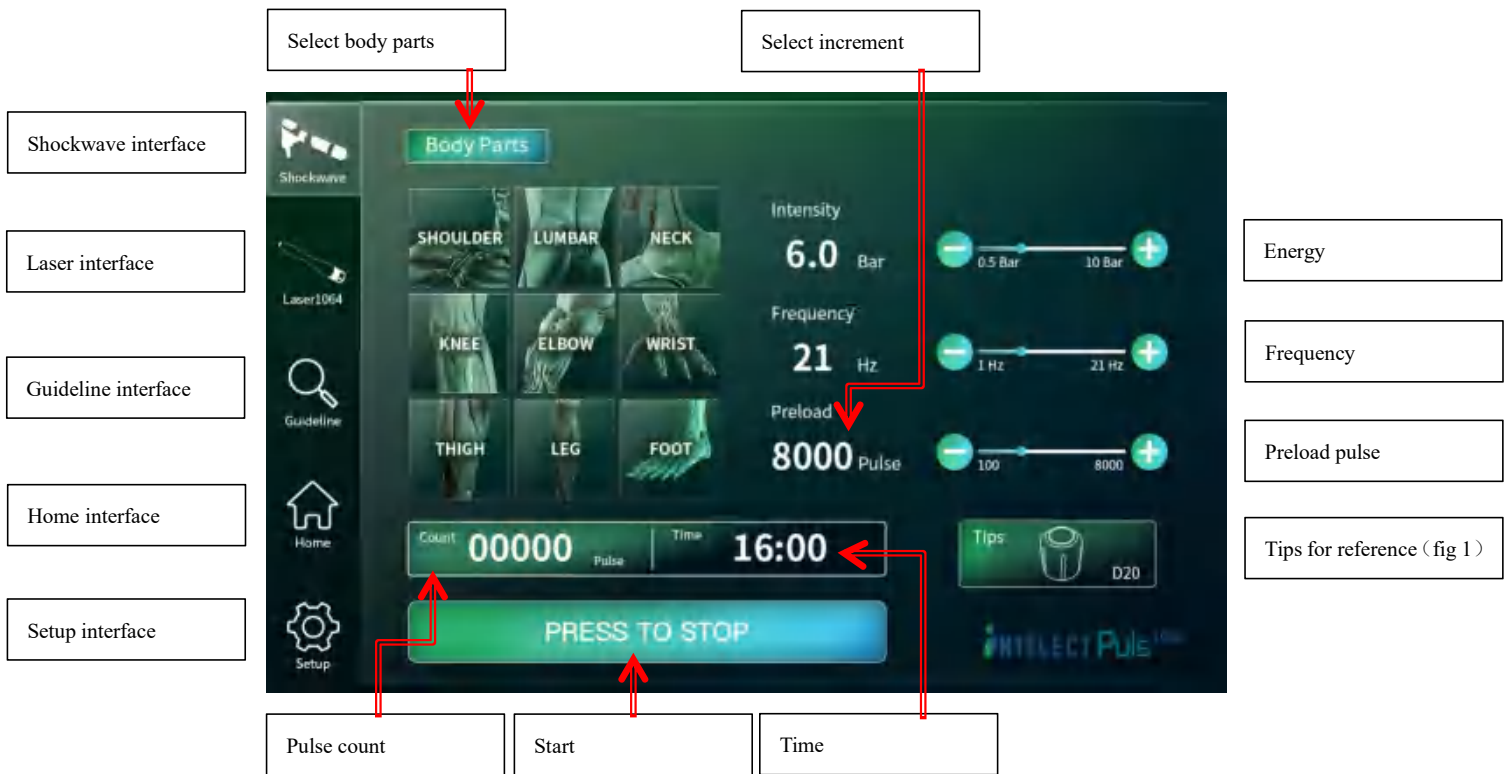 Select body parts
Select increment
Shockwave interface
Laser interface
Guideline interface
Home interface
Setup interface
Shockwave
Laser1064
Guideline
Home
Setup
Body Parts
SHOULDER LUMBAR NECK
KNEE ELBOW WRIST
THIGH LEG FOOT
Intensity
6.0 Bar
0.5 Bar 10 Bar
Frequency
21 Hz
1 Hz 21 Hz
Preload
8000 Pulse
100 8000
Count 00000 Pulse Time 16:00
Tips D20
PRESS TO STOP
INTELECT Puls
Energy
Frequency
Preload pulse
Tips for reference（fig 1）
Pulse count
Start
Time